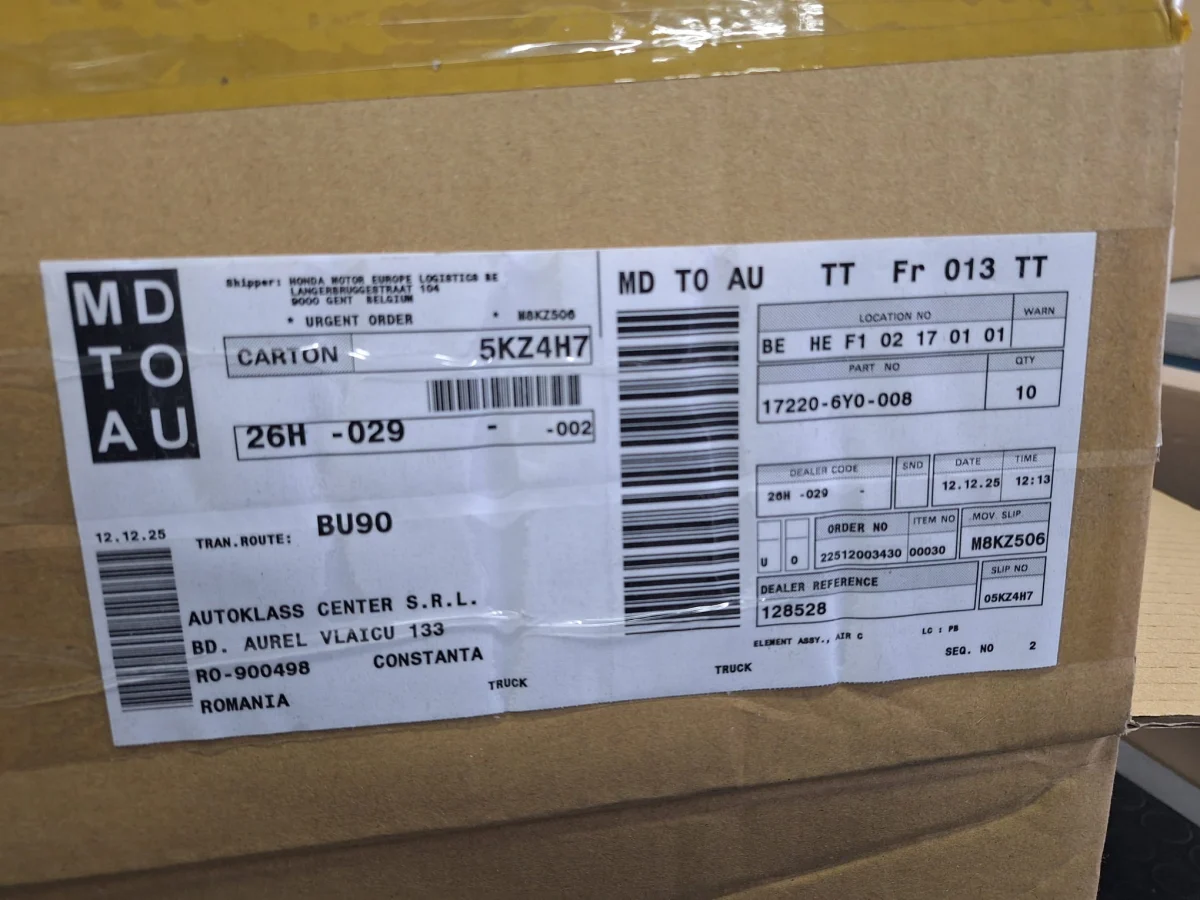 MD
TO
AU
Shipper: HONDA MOTOR EUROPE LOGISTICS BE
LANGERBRUGGESTRAAT 104
9000 GENT BELGIUM
* URGENT ORDER * M8KZ506
CARTON 5KZ4H7
26H -029 - -002
12.12.25 TRAN.ROUTE: BU90
AUTOKLASS CENTER S.R.L.
BD. AUREL VLAICU 133
RO-900498 CONSTANTA
ROMANIA
TRUCK
MD TO AU TT Fr 013 TT
LOCATION NO WARN
BE HE F1 02 17 01 01
PART NO QTY
17220-6Y0-008 10
DEALER CODE SND DATE TIME
26H -029 - 12.12.25 12:13
ORDER NO ITEM NO MOV SLIP
U O 22512003430 00030 M8KZ506
DEALER REFERENCE SLIP NO
128528 05KZ4H7
ELEMENT ASSY., AIR C LC : PB
SEQ. NO 2
TRUCK